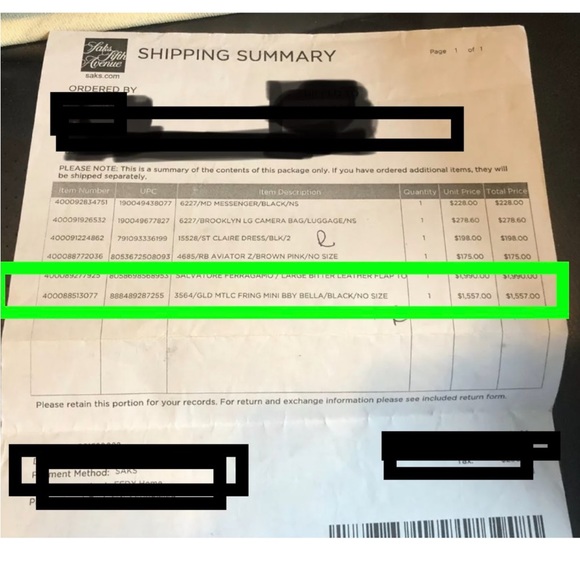 Saks
Fifth
Avenue
saks.com
SHIPPING SUMMARY
Page 1 of 1
ORDERED BY
PLEASE NOTE: This is a summary of the contents of this package only. If you have ordered additional items, they will
be shipped separately.
Item Number UPC Item Description Quantity Unit Price Total Price
400092834751 190049438077 6227/MD MESSENGER/BLACK/NS 1 $228.00 $228.00
400091926532 190049677827 6227/BROOKLYN LG CAMERA BAG/LUGGAGE/NS 1 $278.60 $278.60
400091224862 791093336199 15528/ST CLAIRE DRESS/BLK/2 1 $198.00 $198.00
400088772036 8053672508093 4685/RB AVIATOR Z/BROWN PINK/NO SIZE 1 $175.00 $175.00
400089277925 8058698568953 SALVATORE FERRAGAMO / LARGE BITTER LEATHER FLAP TO 1 $1,990.00 $1,990.00
400088513077 888489287255 3564/GLD MTLC FRING MINI BBY BELLA/BLACK/NO SIZE 1 $1,557.00 $1,557.00
Please retain this portion for your records. For return and exchange information please see included return form.
Payment Method: SAKS
Tax: